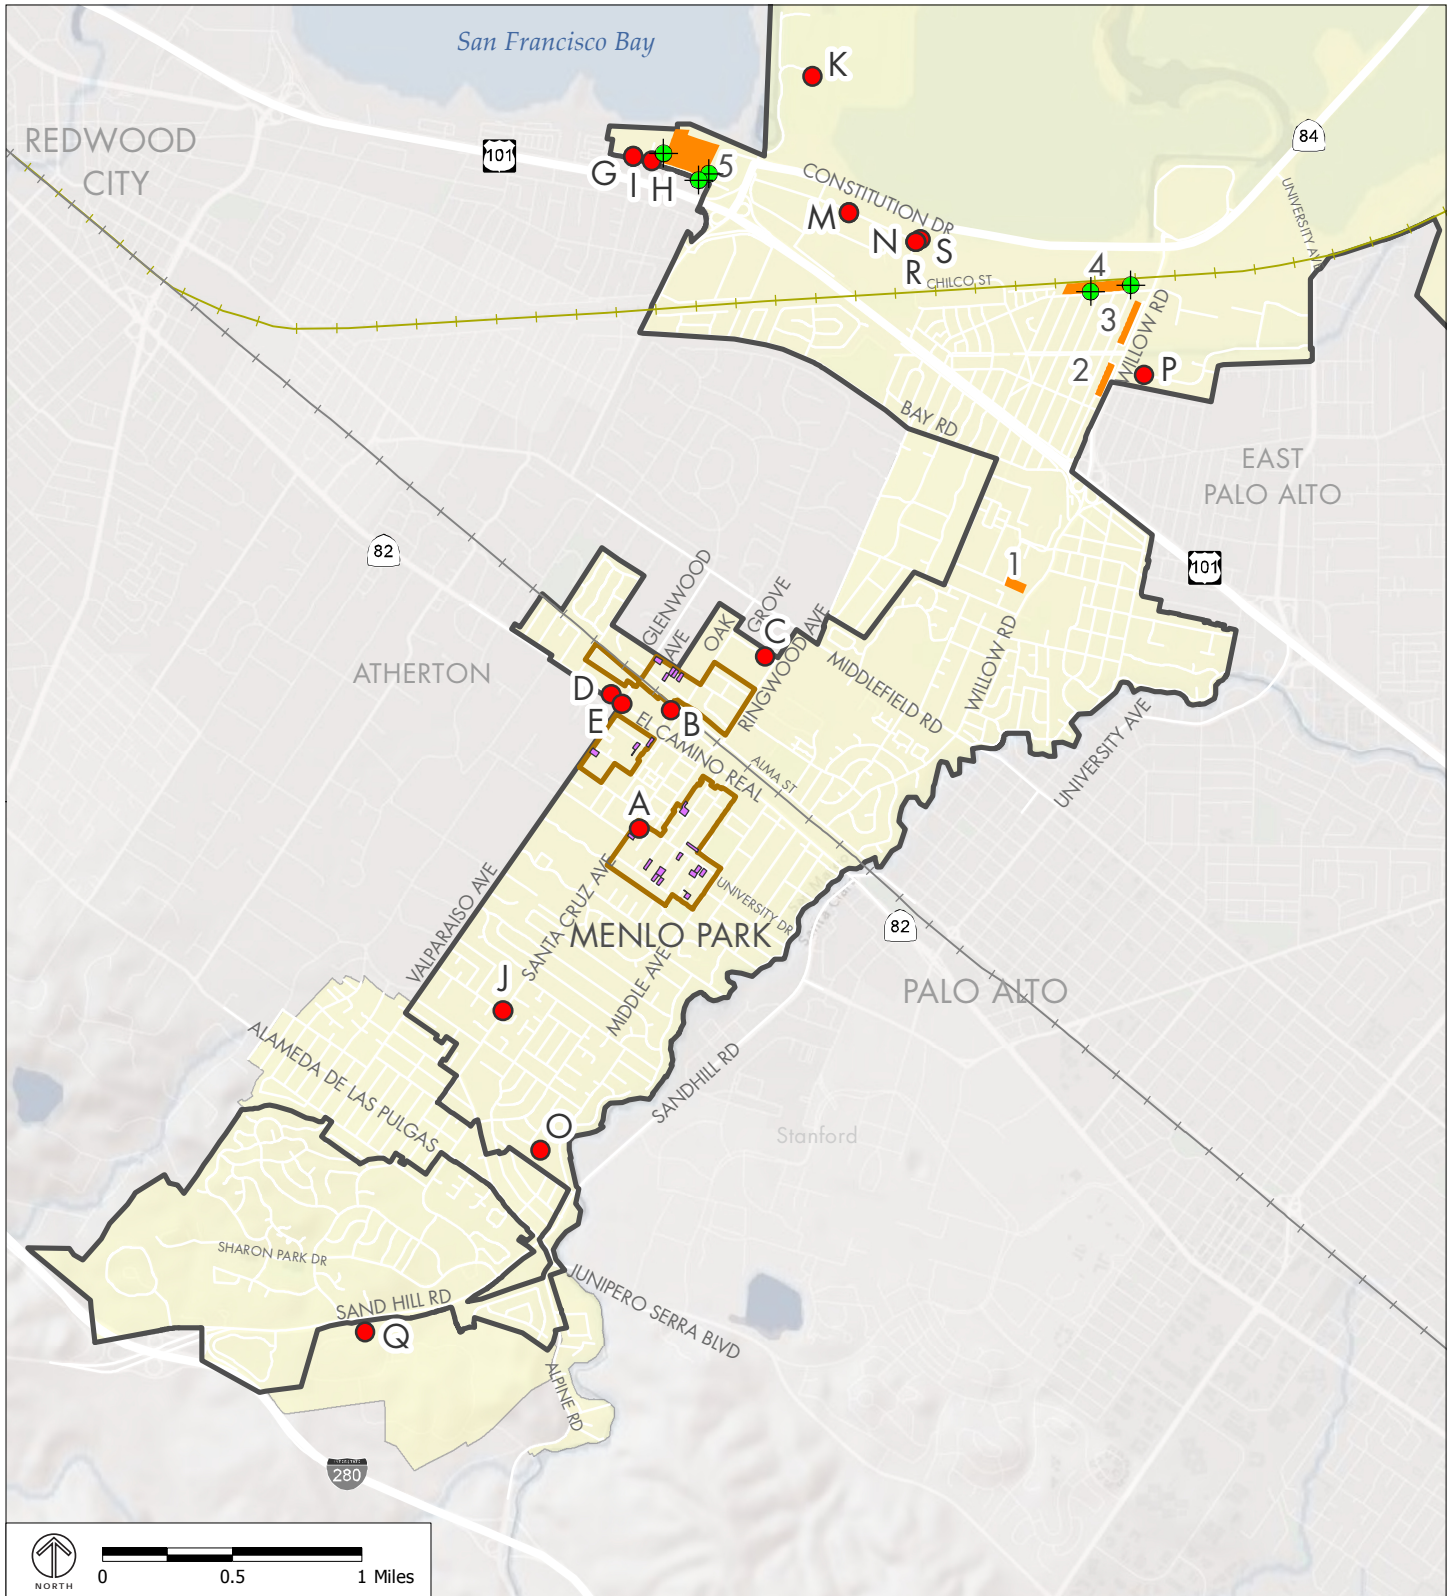 San Francisco Bay
K
REDWOOD
CITY
101
84
G
I
H
5
CONSTITUTION DR
UNIVERSITY AVE
M
N
S
R
CHILCO ST
4
3
WILLOW RD
2
P
BAY RD
EAST
PALO ALTO
82
101
1
GLENWOOD
AVE
OAK
GROVE
C
RINGWOOD AVE
ATHERTON
MIDDLEFIELD RD
WILLOW RD
D
E
B
EL CAMINO REAL
ALMA ST
UNIVERSITY AVE
A
VALPARAISO AVE
SANTA CRUZ AVE
UNIVERSITY DR
MENLO PARK
82
MIDDLE AVE
J
PALO ALTO
ALAMEDA DE LAS PULGAS
SANDHILL RD
O
Stanford
SHARON PARK DR
SAND HILL RD
JUNIPERO SERRA BLVD
Q
ALPINE RD
280
NORTH
0 0.5 1 Miles